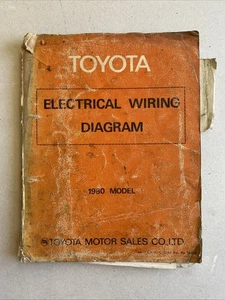 TOYOTA
ELECTRICAL WIRING
DIAGRAM
1980 MODEL
TOYOTA MOTOR SALES CO.,LTD.